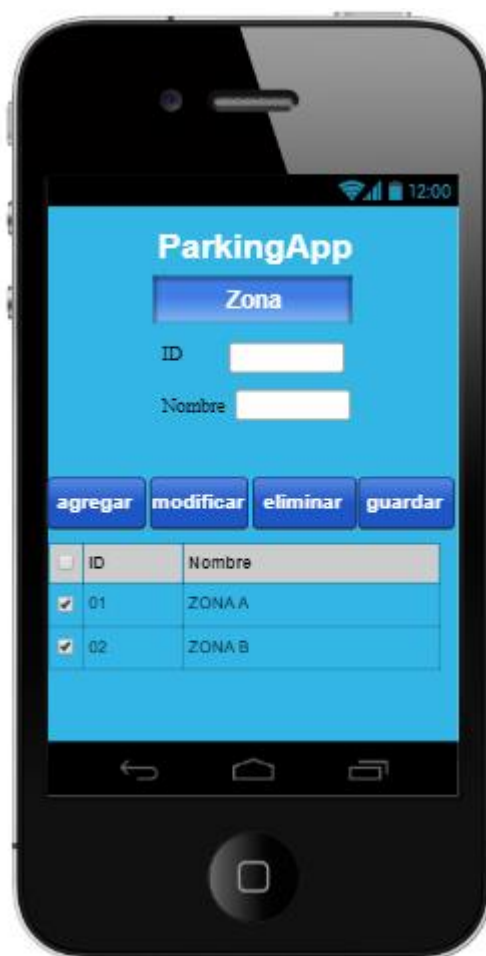 12:00
ParkingApp
Zona
ID
Nombre
agregar modificar eliminar guardar
ID Nombre
01 ZONA A
02 ZONA B